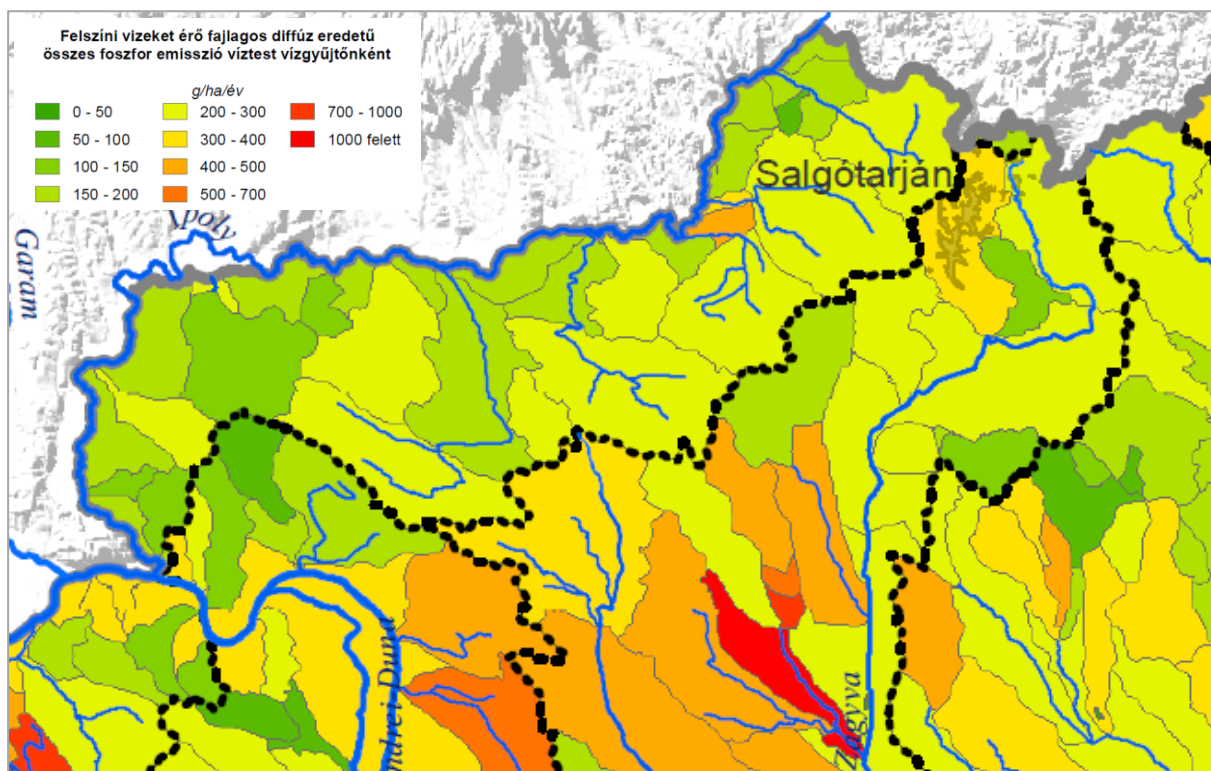 Felszíni vizeket érő fajlagos diffúz eredetű
összes foszfor emisszió víztest vízgyűjtőnként
g/ha/év
0 - 50
50 - 100
100 - 150
150 - 200
200 - 300
300 - 400
400 - 500
500 - 700
700 - 1000
1000 felett
Salgótarján
Ipoly
Garam
ndrei-Duna
Zagyva